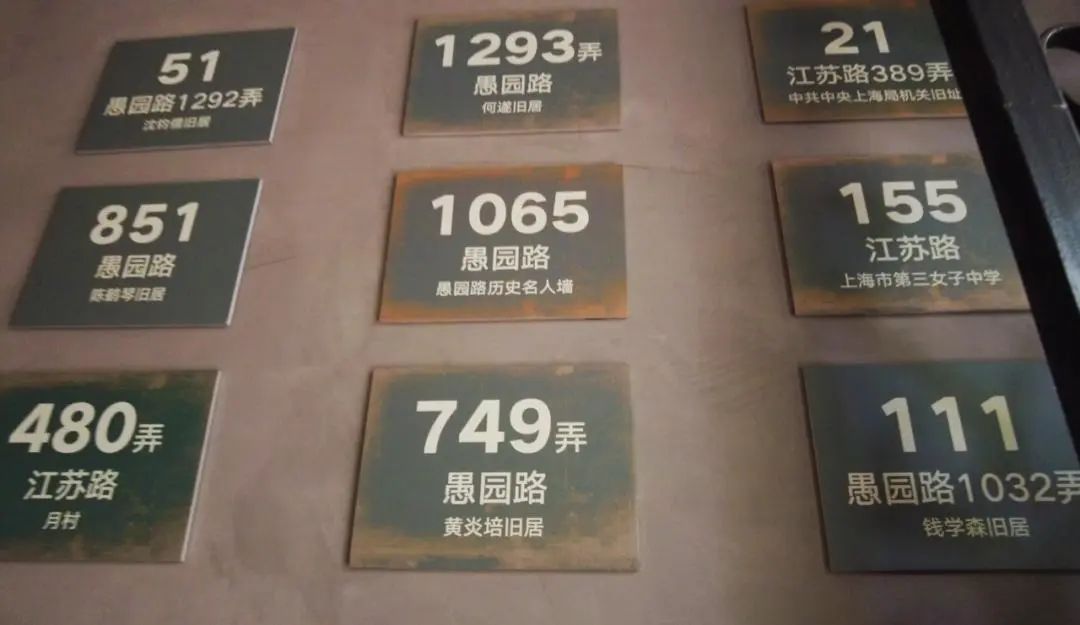 51
愚园路1292弄
沈钧儒旧居
1293弄
愚园路
何遂旧居
21
江苏路389弄
中共中央上海局机关旧址
851
愚园路
陈鹤琴旧居
1065
愚园路
愚园路历史名人墙
155
江苏路
上海市第三女子中学
480弄
江苏路
月村
749弄
愚园路
黄炎培旧居
111
愚园路1032弄
钱学森旧居